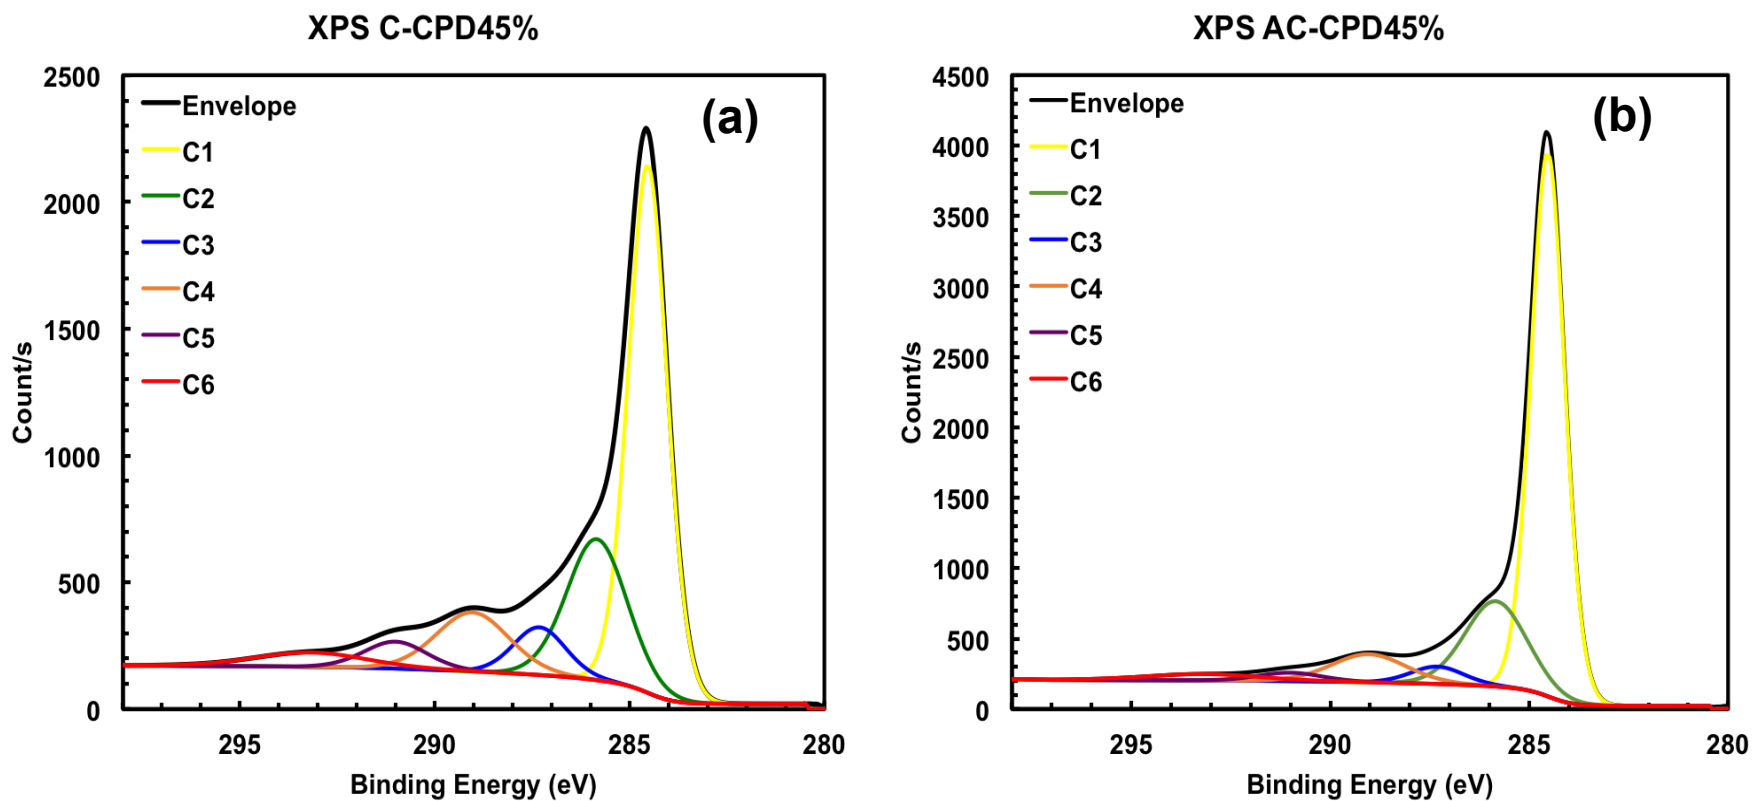 XPS C-CPD45%
(a)
Envelope
C1
C2
C3
C4
C5
C6
2500
2000
1500
1000
500
0
Count/s
295
290
285
280
Binding Energy (eV)
XPS AC-CPD45%
(b)
Envelope
C1
C2
C3
C4
C5
C6
4500
4000
3500
3000
2500
2000
1500
1000
500
0
Count/s
295
290
285
280
Binding Energy (eV)